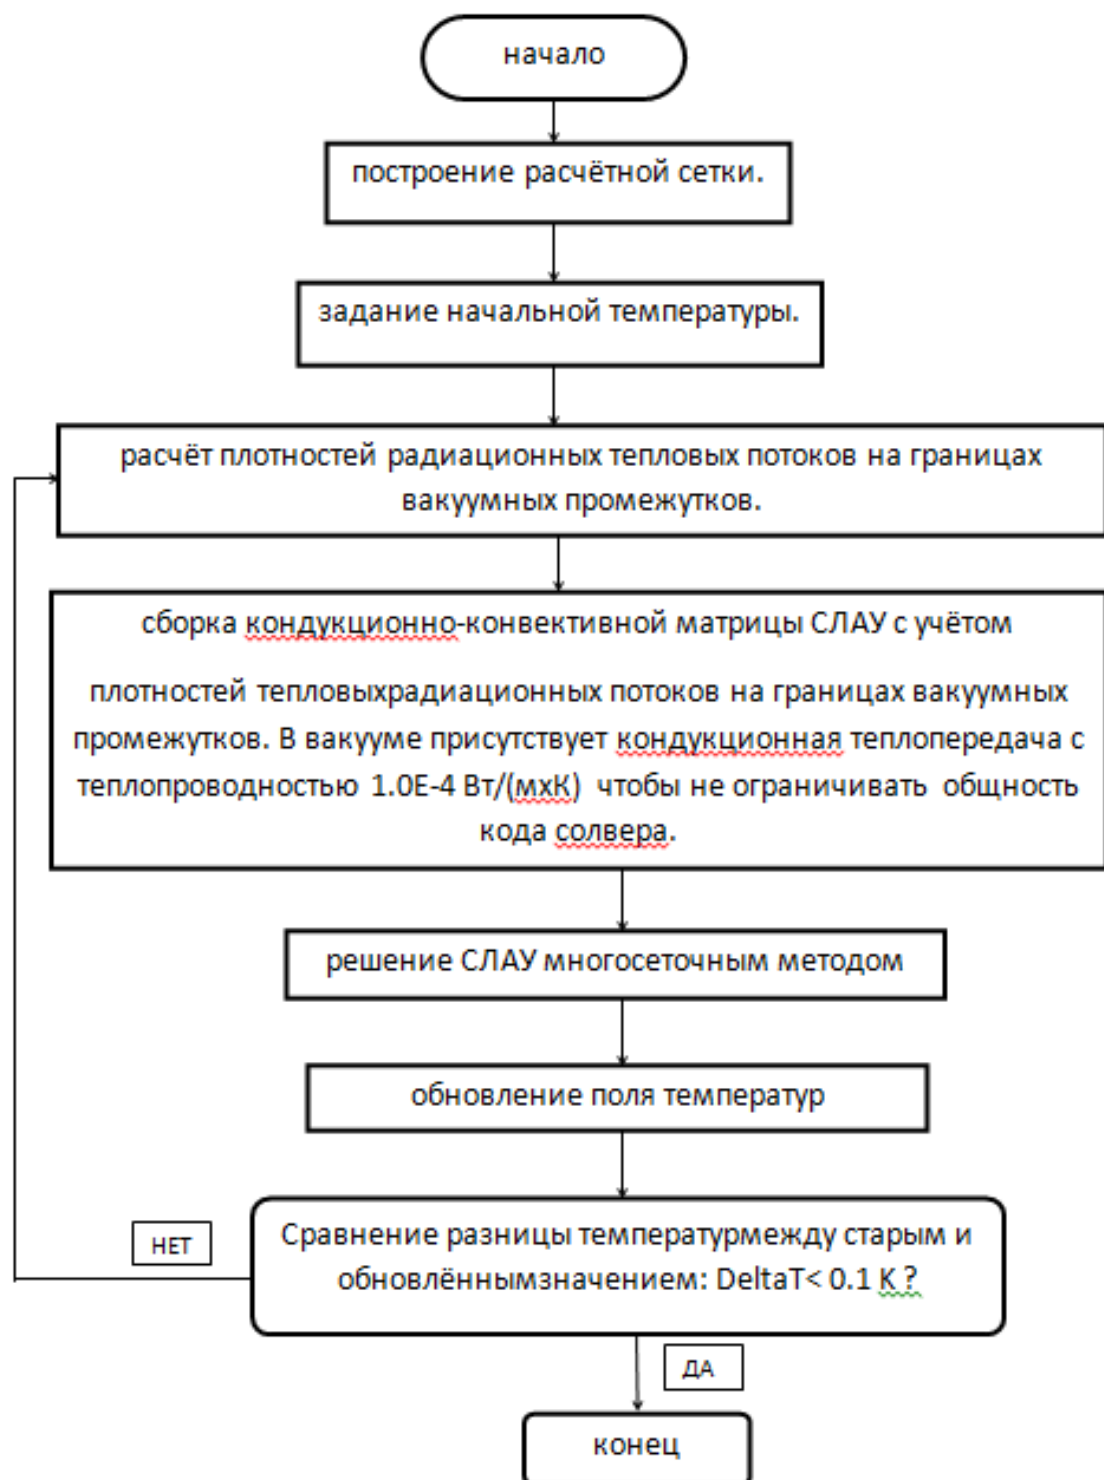 начало
построение расчётной сетки.
задание начальной температуры.
расчёт плотностей радиационных тепловых потоков на границах
вакуумных промежутков.
сборка кондукционно-конвективной матрицы СЛАУ с учётом
плотностей тепловыхрадиационных потоков на границах вакуумных
промежутков. В вакууме присутствует кондукционная теплопередача с
теплопроводностью 1.0E-4 Вт/(мхК) чтобы не ограничивать общность
кода солвера.
решение СЛАУ многосеточным методом
обновление поля температур
Сравнение разницы температурмежду старым и
обновлённымзначением: DeltaT< 0.1 K ?
НЕТ
ДА
конец